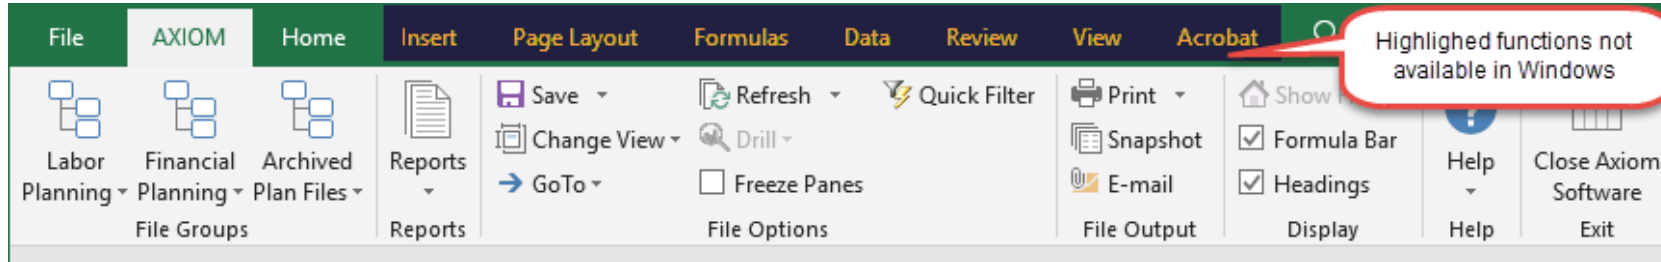 File AXIOM Home Insert Page Layout Formulas Data Review View Acrobat
Highlighed functions not
available in Windows
Labor
Planning
Financial
Planning
Archived
Plan Files
File Groups
Reports
Reports
Save
Change View
GoTo
Refresh
Drill
Freeze Panes
Quick Filter
File Options
Print
Snapshot
E-mail
File Output
Show
Formula Bar
Headings
Display
?
Help
Help
Close Axiom
Software
Exit